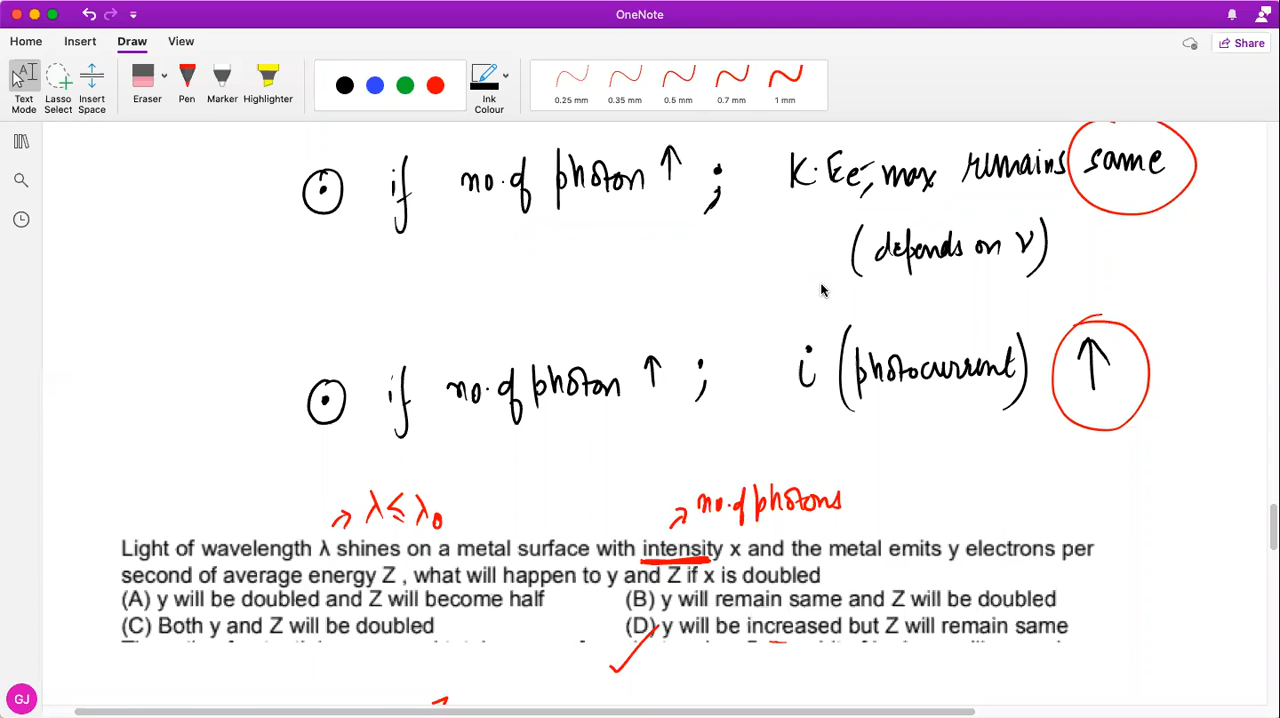 OneNote
Home Insert Draw View
Share
Text Mode
Lasso Select
Insert Space
Eraser
Pen
Marker
Highlighter
Ink Colour
0.25 mm
0.35 mm
0.5 mm
0.7 mm
1 mm
if no. of photon ↑ ; K.Ee⁻, max remains same
(depends on ν)
if no. of photon ↑ ; i (photocurrent) ↑
→ λ ≤ λ₀ → no. of photons
Light of wavelength λ shines on a metal surface with intensity x and the metal emits y electrons per
second of average energy Z , what will happen to y and Z if x is doubled
(A) y will be doubled and Z will become half (B) y will remain same and Z will be doubled
(C) Both y and Z will be doubled (D) y will be increased but Z will remain same
GJ